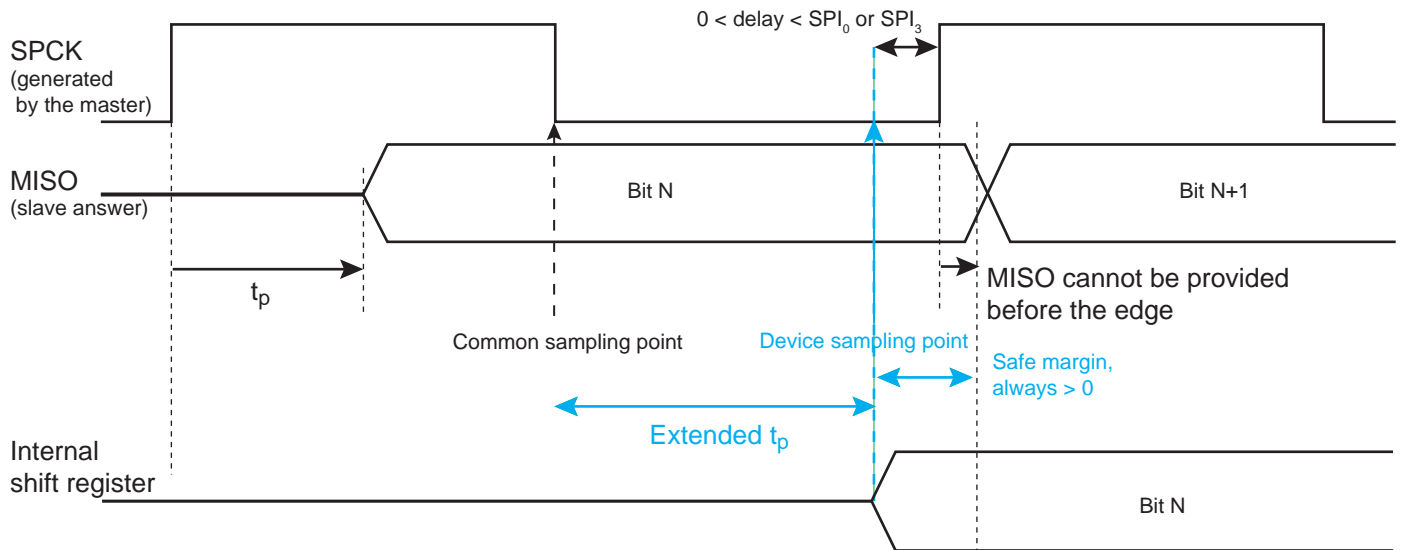 0 < delay < SPI0 or SPI3
SPCK
(generated
by the master)
MISO
(slave answer)
Bit N
Bit N+1
tp
MISO cannot be provided
before the edge
Common sampling point
Device sampling point
Safe margin,
always > 0
Extended tp
Internal
shift register
Bit N